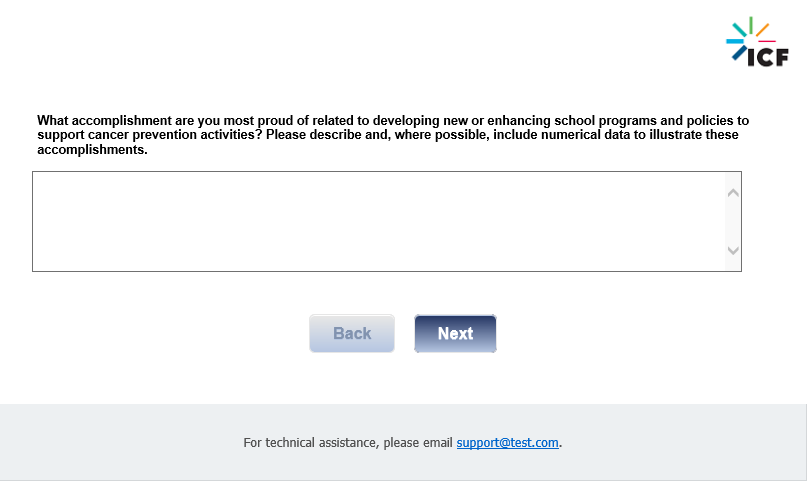 ICF
What accomplishment are you most proud of related to developing new or enhancing school programs and policies to
support cancer prevention activities? Please describe and, where possible, include numerical data to illustrate these
accomplishments.
Back
Next
For technical assistance, please email support@test.com.